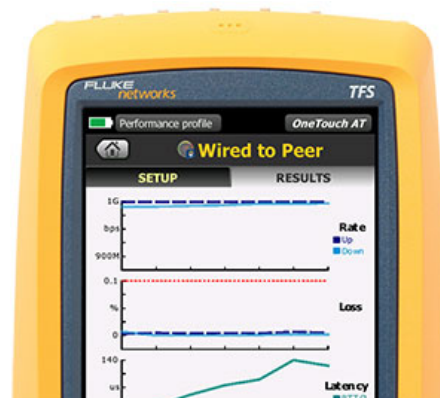 FLUKE
networks
TFS
Performance profile
OneTouch AT
Wired to Peer
SETUP
RESULTS
1G
bps
900M
Rate
Up
Down
0.1
%
0
Loss
140
us
Latency